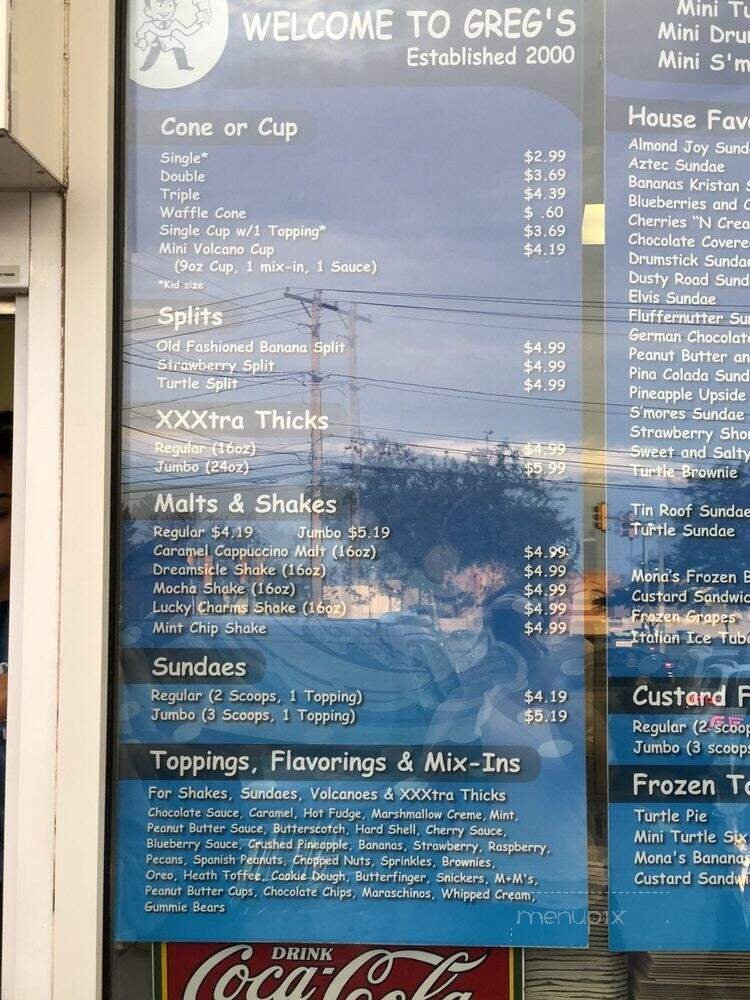 WELCOME TO GREG'S
Established 2000
Cone or Cup
Single* $2.99
Double $3.69
Triple $4.39
Waffle Cone $ .60
Single Cup w/1 Topping* $3.69
Mini Volcano Cup $4.19
(9oz Cup, 1 mix-in, 1 Sauce)
*Kid size
Splits
Old Fashioned Banana Split $4.99
Strawberry Split $4.99
Turtle Split $4.99
XXXtra Thicks
Regular (16oz) $4.99
Jumbo (24oz) $5.99
Malts & Shakes
Regular $4.19 Jumbo $5.19
Caramel Cappuccino Malt (16oz) $4.99
Dreamsicle Shake (16oz) $4.99
Mocha Shake (16oz) $4.99
Lucky Charms Shake (16oz) $4.99
Mint Chip Shake $4.99
Sundaes
Regular (2 Scoops, 1 Topping) $4.19
Jumbo (3 Scoops, 1 Topping) $5.19
Toppings, Flavorings & Mix-Ins
For Shakes, Sundaes, Volcanoes & XXXtra Thicks
Chocolate Sauce, Caramel, Hot Fudge, Marshmallow Creme, Mint,
Peanut Butter Sauce, Butterscotch, Hard Shell, Cherry Sauce,
Blueberry Sauce, Crushed Pineapple, Bananas, Strawberry, Raspberry,
Pecans, Spanish Peanuts, Chopped Nuts, Sprinkles, Brownies,
Oreo, Heath Toffee, Cookie Dough, Butterfinger, Snickers, M+M's,
Peanut Butter Cups, Chocolate Chips, Maraschinos, Whipped Cream,
Gummie Bears
menupix
DRINK
Coca-Cola
Mini Tu
Mini Dru
Mini S'm
House Favo
Almond Joy Sund
Aztec Sundae
Bananas Kristan S
Blueberries and C
Cherries "N Crea
Chocolate Covere
Drumstick Sundae
Dusty Road Sund
Elvis Sundae
Fluffernutter Su
German Chocolate
Peanut Butter an
Pina Colada Sund
Pineapple Upside
S'mores Sundae
Strawberry Shor
Sweet and Salty
Turtle Brownie
Tin Roof Sundae
Turtle Sundae
Mona's Frozen B
Custard Sandwic
Frozen Grapes
Italian Ice Tub
Custard F
Regular (2-scoop
Jumbo (3 scoops
Frozen Ta
Turtle Pie
Mini Turtle Six
Mona's Bananas
Custard Sandwi